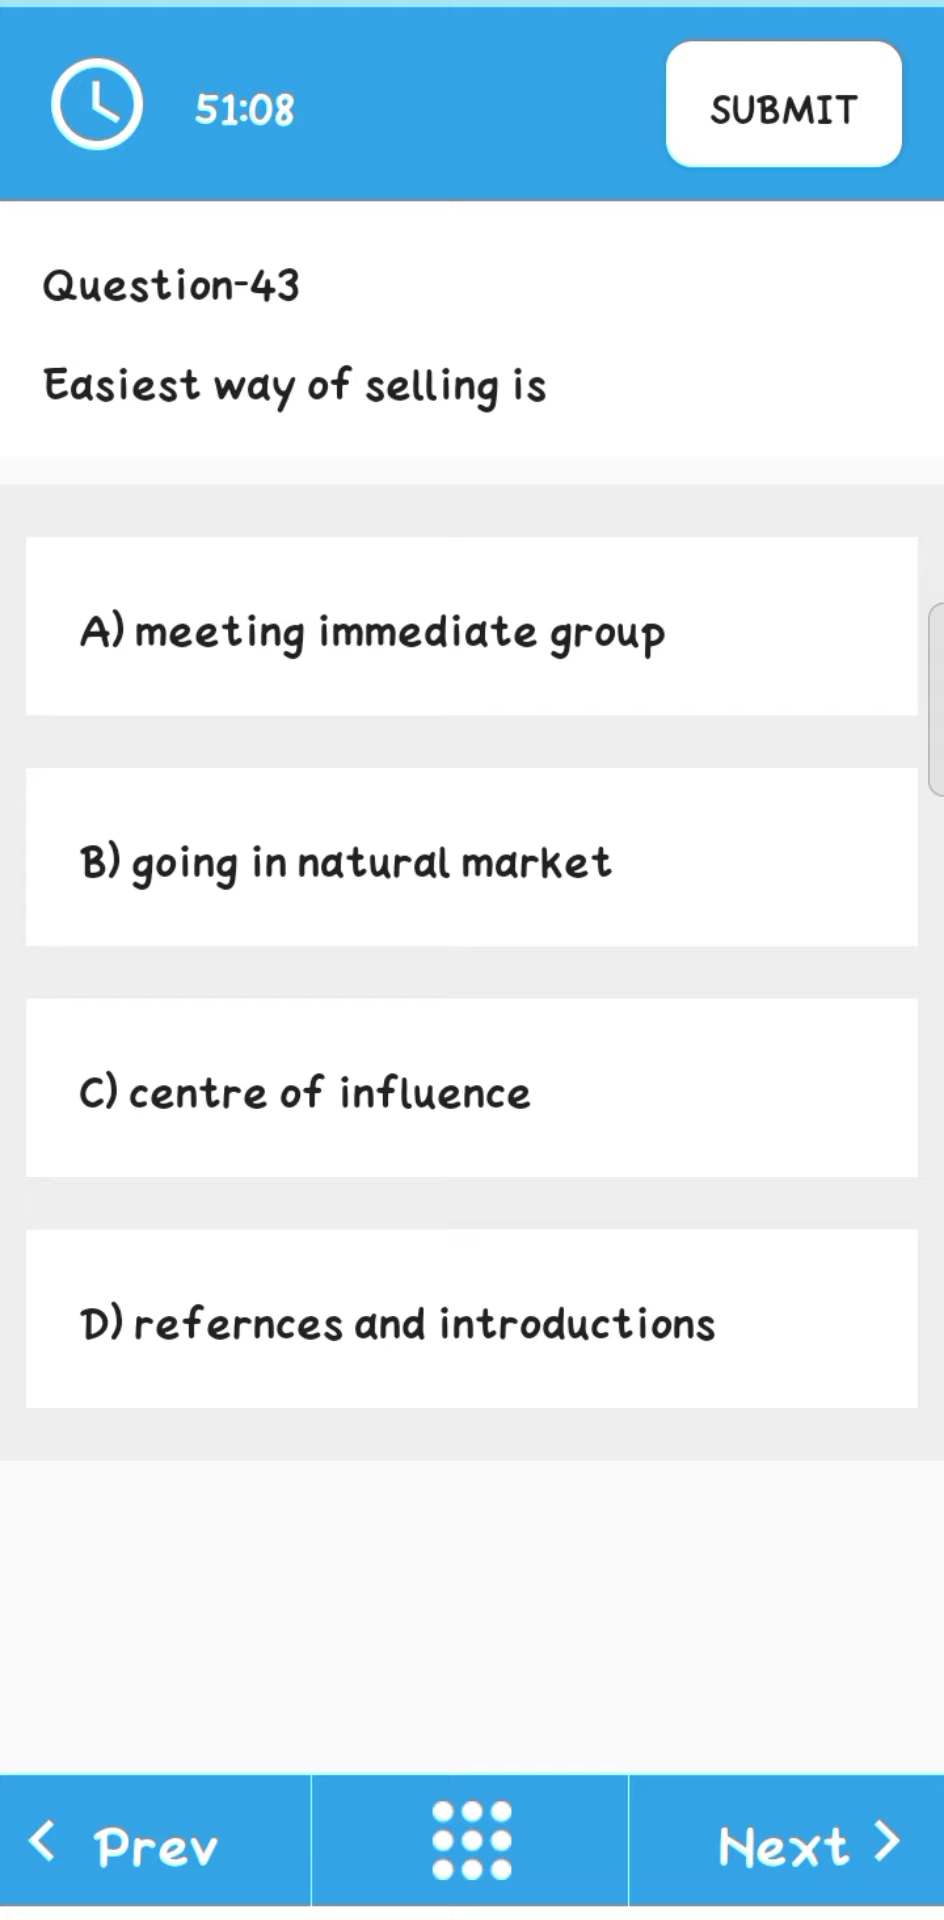 51:08
SUBMIT
Question-43
Easiest way of selling is
A) meeting immediate group
B) going in natural market
C) centre of influence
D) refernces and introductions
Prev
Next